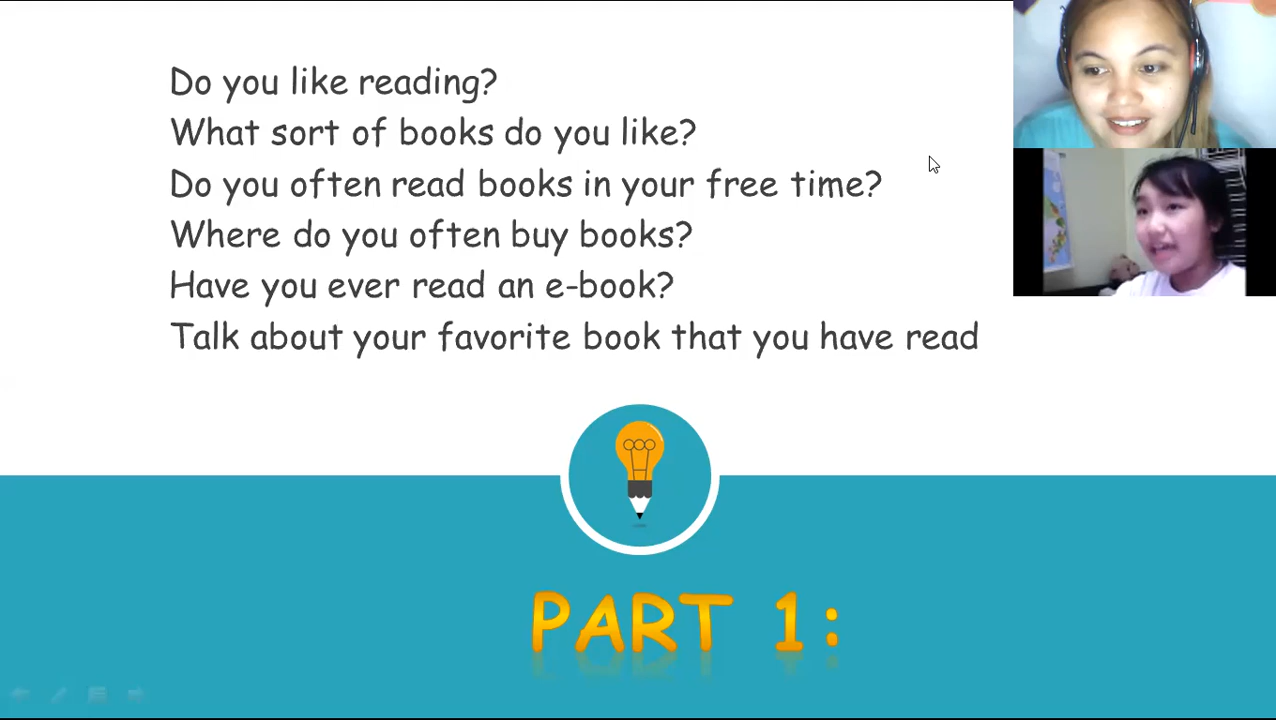 Do you like reading?
What sort of books do you like?
Do you often read books in your free time?
Where do you often buy books?
Have you ever read an e-book?
Talk about your favorite book that you have read
PART 1: